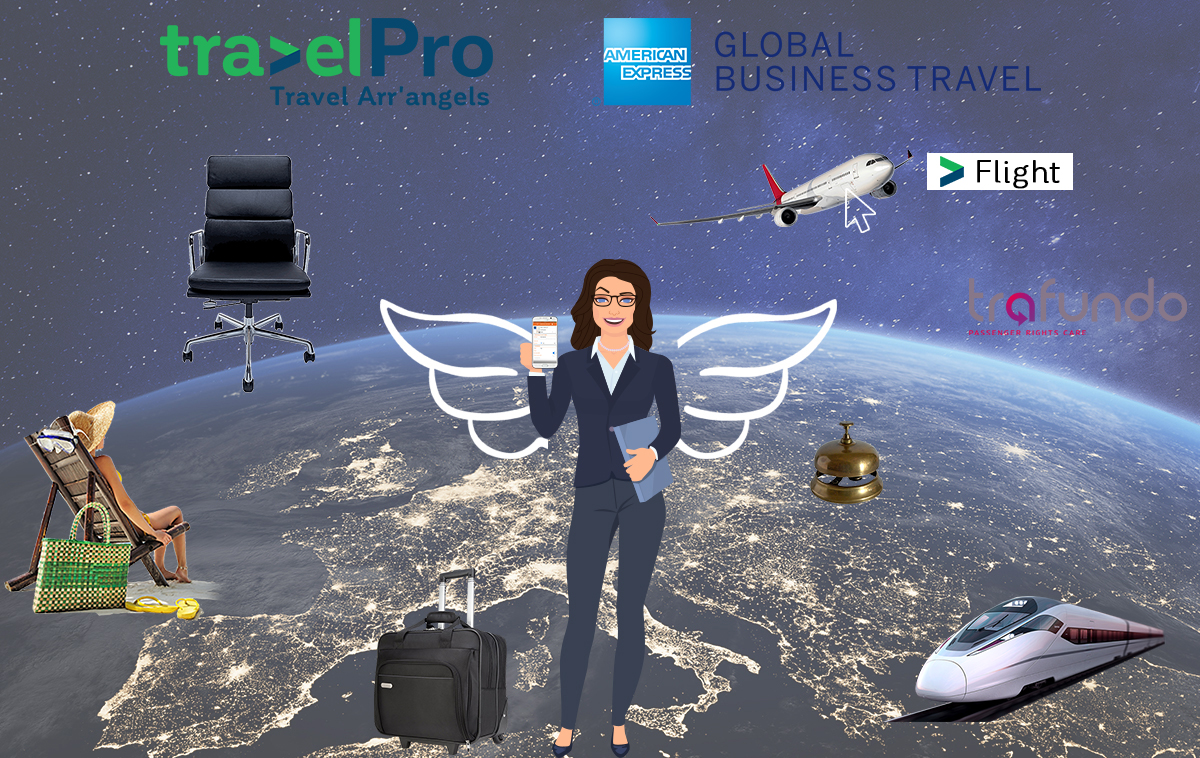 travelPro
Travel Arr'angels
AMERICAN
EXPRESS
GLOBAL
BUSINESS TRAVEL
Flight
trafundo
PASSENGER RIGHTS CARE